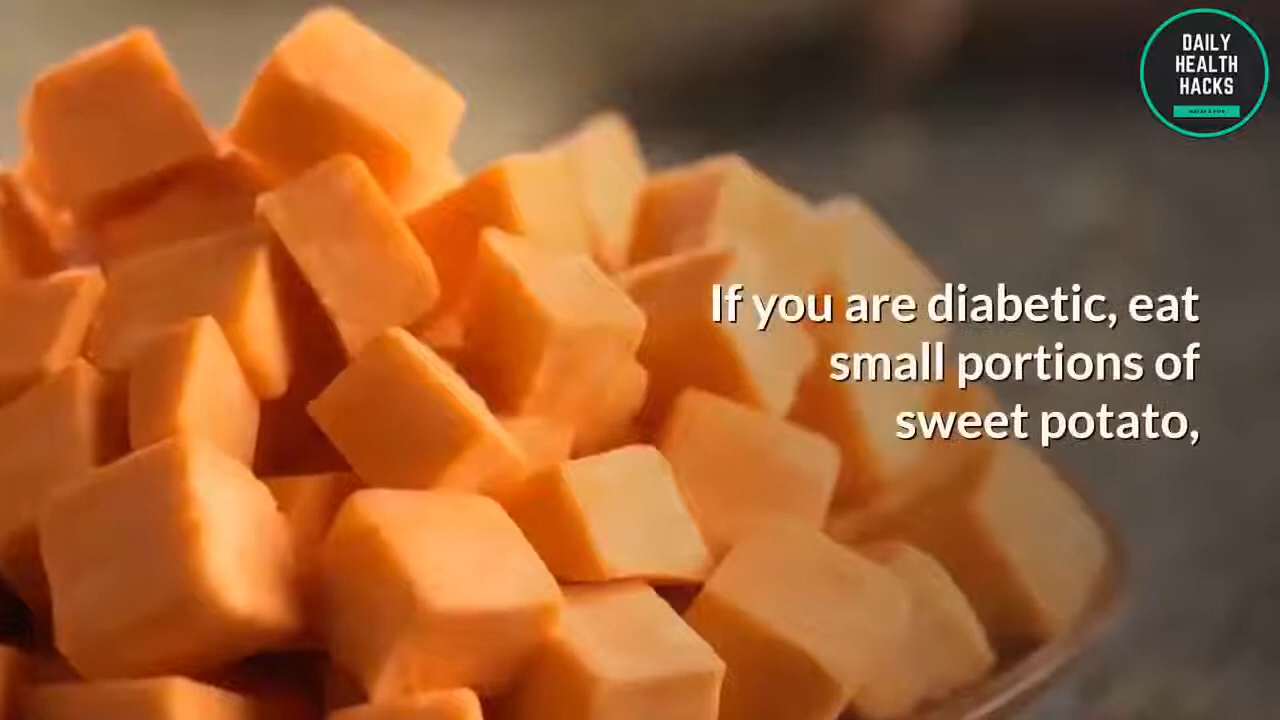 DAILY
HEALTH
HACKS
If you are diabetic, eat
small portions of
sweet potato,